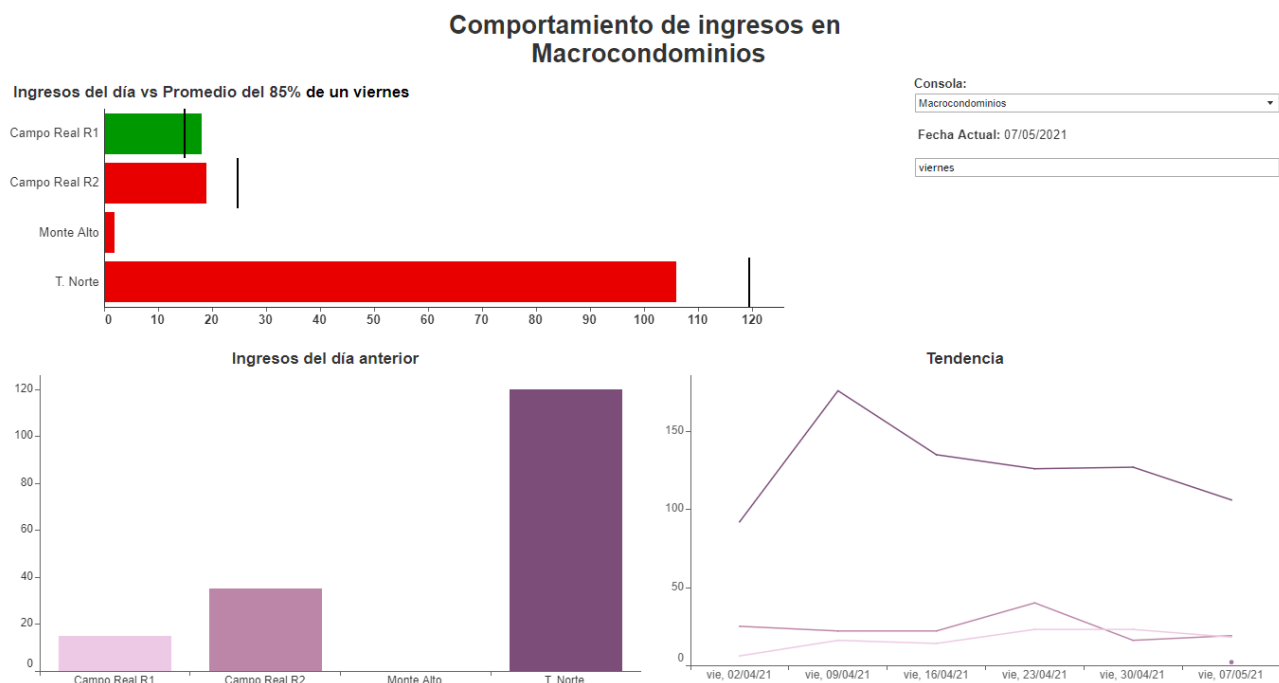 Comportamiento de ingresos en
Macrocondominios
Ingresos del día vs Promedio del 85% de un viernes
Consola:
Macrocondominios
Fecha Actual: 07/05/2021
viernes
Campo Real R1
Campo Real R2
Monte Alto
T. Norte
0 10 20 30 40 50 60 70 80 90 100 110 120
Ingresos del día anterior
120
100
80
60
40
20
0
Campo Real R1 Campo Real R2 Monte Alto T. Norte
Tendencia
150
100
50
0
vie, 02/04/21 vie, 09/04/21 vie, 16/04/21 vie, 23/04/21 vie, 30/04/21 vie, 07/05/21